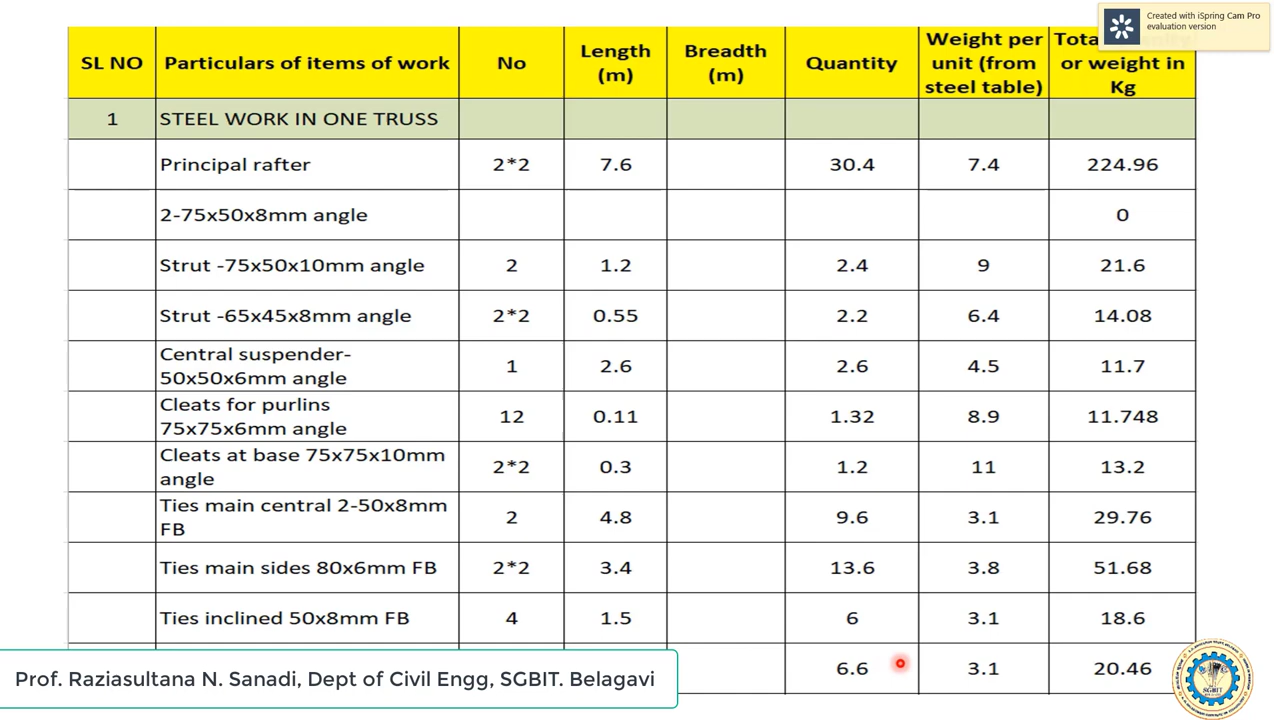 Created with iSpring Cam Pro
evaluation version
SL NO Particulars of items of work No Length (m) Breadth (m) Quantity Weight per unit (from steel table) or weight in Kg
1 STEEL WORK IN ONE TRUSS
Principal rafter 2*2 7.6 30.4 7.4 224.96
2-75x50x8mm angle 0
Strut -75x50x10mm angle 2 1.2 2.4 9 21.6
Strut -65x45x8mm angle 2*2 0.55 2.2 6.4 14.08
Central suspender-
50x50x6mm angle 1 2.6 2.6 4.5 11.7
Cleats for purlins
75x75x6mm angle 12 0.11 1.32 8.9 11.748
Cleats at base 75x75x10mm
angle 2*2 0.3 1.2 11 13.2
Ties main central 2-50x8mm
FB 2 4.8 9.6 3.1 29.76
Ties main sides 80x6mm FB 2*2 3.4 13.6 3.8 51.68
Ties inclined 50x8mm FB 4 1.5 6 3.1 18.6
6.6 3.1 20.46
Prof. Raziasultana N. Sanadi, Dept of Civil Engg, SGBIT. Belagavi
SGBIT